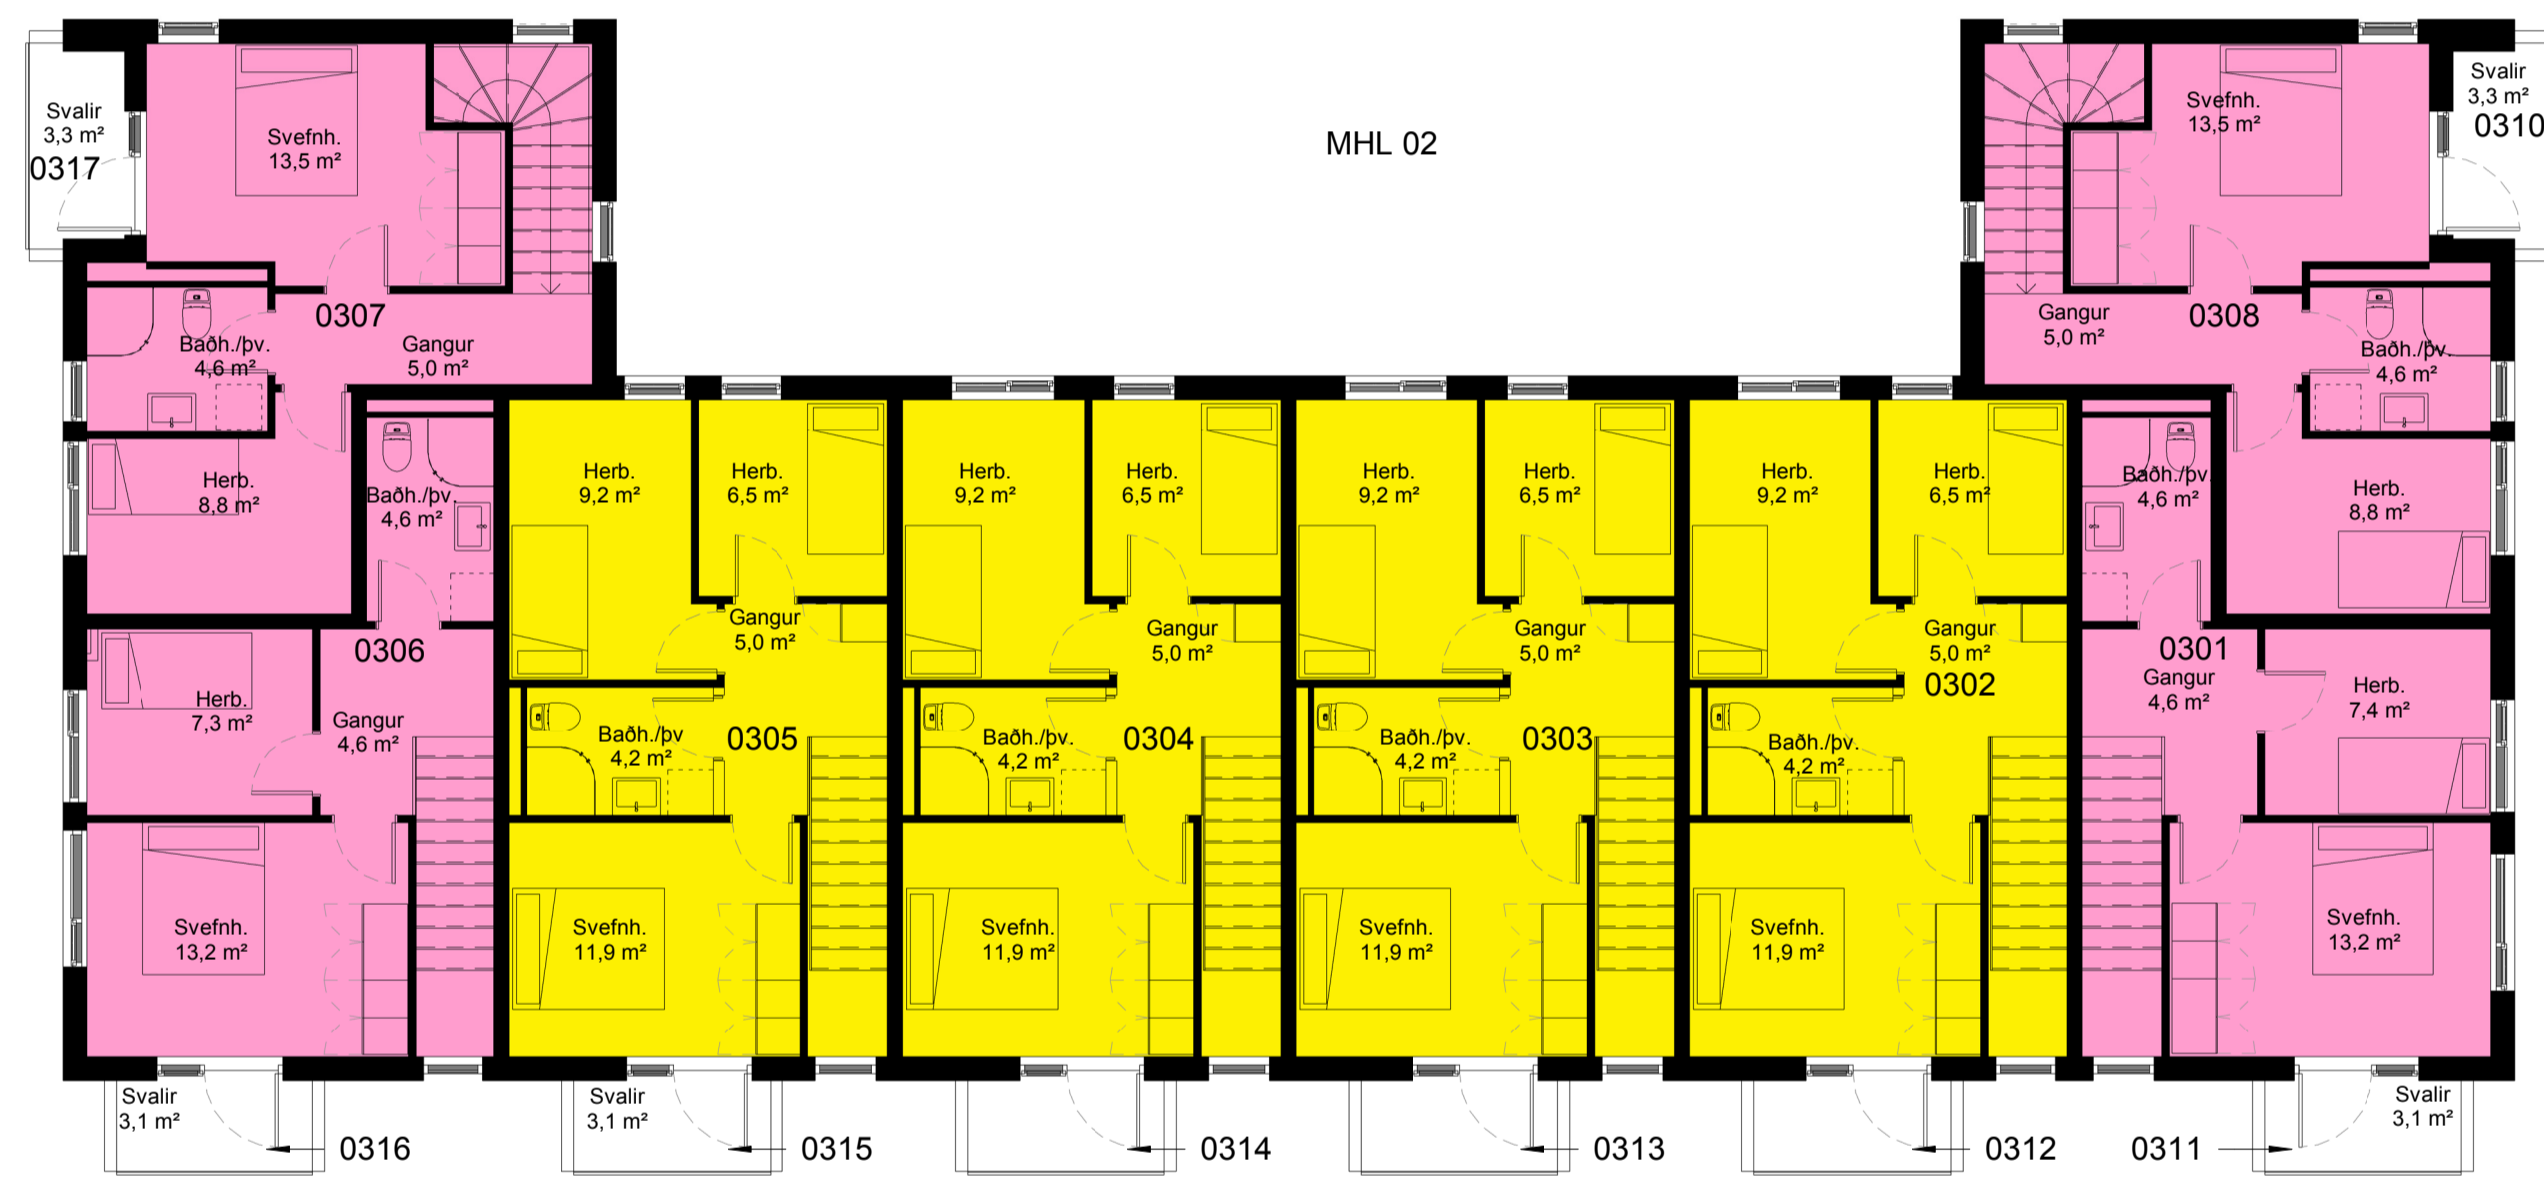 MHL 02
Svalir
3,3 m²
0317
Svefnh.
13,5 m²
0307
Baðh./þv.
4,6 m²
Gangur
5,0 m²
Herb.
8,8 m²
Baðh./þv.
4,6 m²
0306
Herb.
7,3 m²
Gangur
4,6 m²
Svefnh.
13,2 m²
Svalir
3,1 m²
0316
Herb.
9,2 m²
Herb.
6,5 m²
Gangur
5,0 m²
Baðh./þv
4,2 m²
0305
Svefnh.
11,9 m²
Svalir
3,1 m²
0315
Herb.
9,2 m²
Herb.
6,5 m²
Gangur
5,0 m²
Baðh./þv.
4,2 m²
0304
Svefnh.
11,9 m²
0314
Herb.
9,2 m²
Herb.
6,5 m²
Gangur
5,0 m²
Baðh./þv.
4,2 m²
0303
Svefnh.
11,9 m²
0313
Herb.
9,2 m²
Herb.
6,5 m²
Gangur
5,0 m²
0302
Baðh./þv.
4,2 m²
Svefnh.
11,9 m²
0312
Svefnh.
13,5 m²
Svalir
3,3 m²
0310
Gangur
5,0 m²
0308
Baðh./þv.
4,6 m²
Baðh./þv.
4,6 m²
Herb.
8,8 m²
0301
Gangur
4,6 m²
Herb.
7,4 m²
Svefnh.
13,2 m²
Svalir
3,1 m²
0311